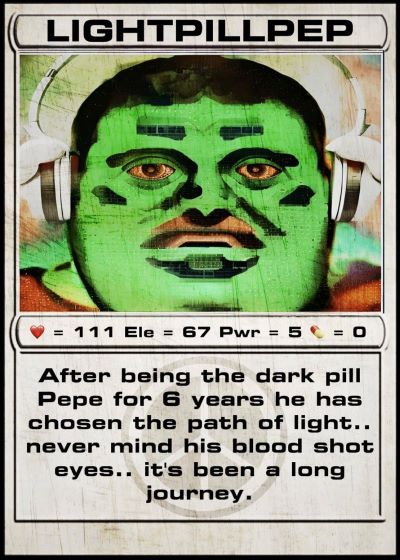 LIGHTPILLPEP
❤️ = 111 Ele = 67 Pwr = 5 💊 = 0
After being the dark pill
Pepe for 6 years he has
chosen the path of light..
never mind his blood shot
eyes.. it's been a long
journey.